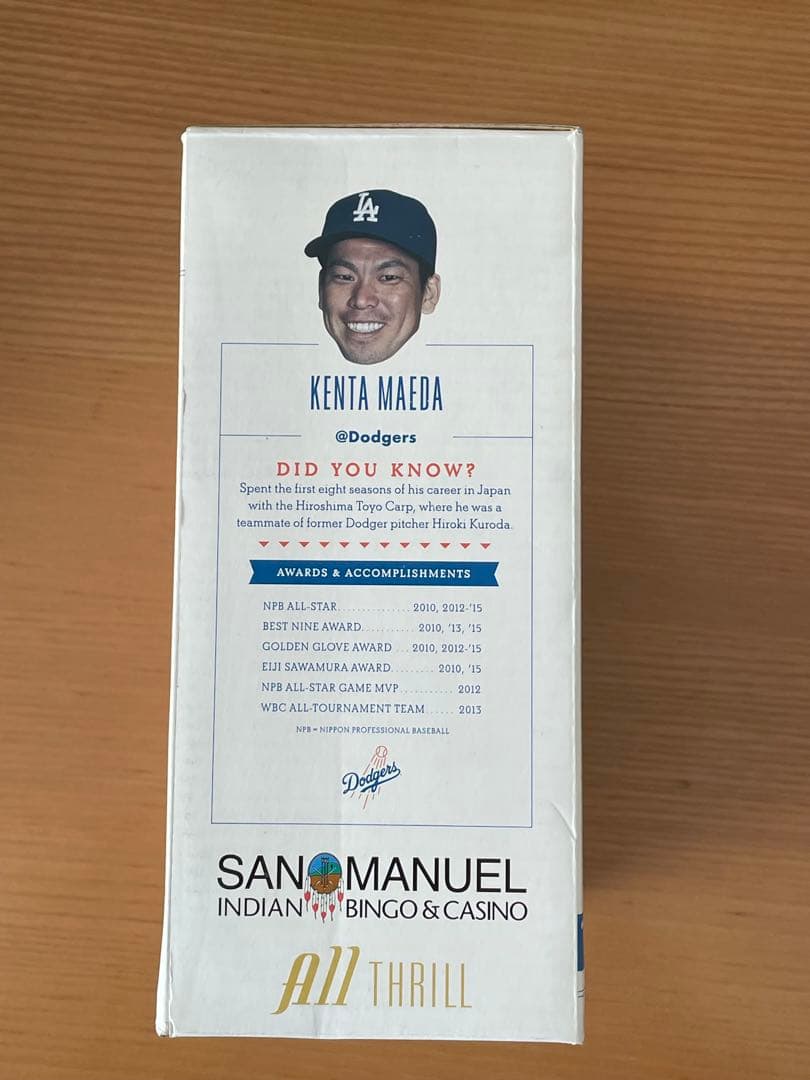 LA
KENTA MAEDA
@Dodgers
DID YOU KNOW?
Spent the first eight seasons of his career in Japan
with the Hiroshima Toyo Carp, where he was a
teammate of former Dodger pitcher Hiroki Kuroda.
AWARDS & ACCOMPLISHMENTS
NPB ALL-STAR.............. 2010, 2012-'15
BEST NINE AWARD........... 2010, '13, '15
GOLDEN GLOVE AWARD ... 2010, 2012-'15
EIJI SAWAMURA AWARD......... 2010, '15
NPB ALL-STAR GAME MVP........... 2012
WBC ALL-TOURNAMENT TEAM...... 2013
NPB = NIPPON PROFESSIONAL BASEBALL
Dodgers
SAN MANUEL
INDIAN BINGO & CASINO
All THRILL